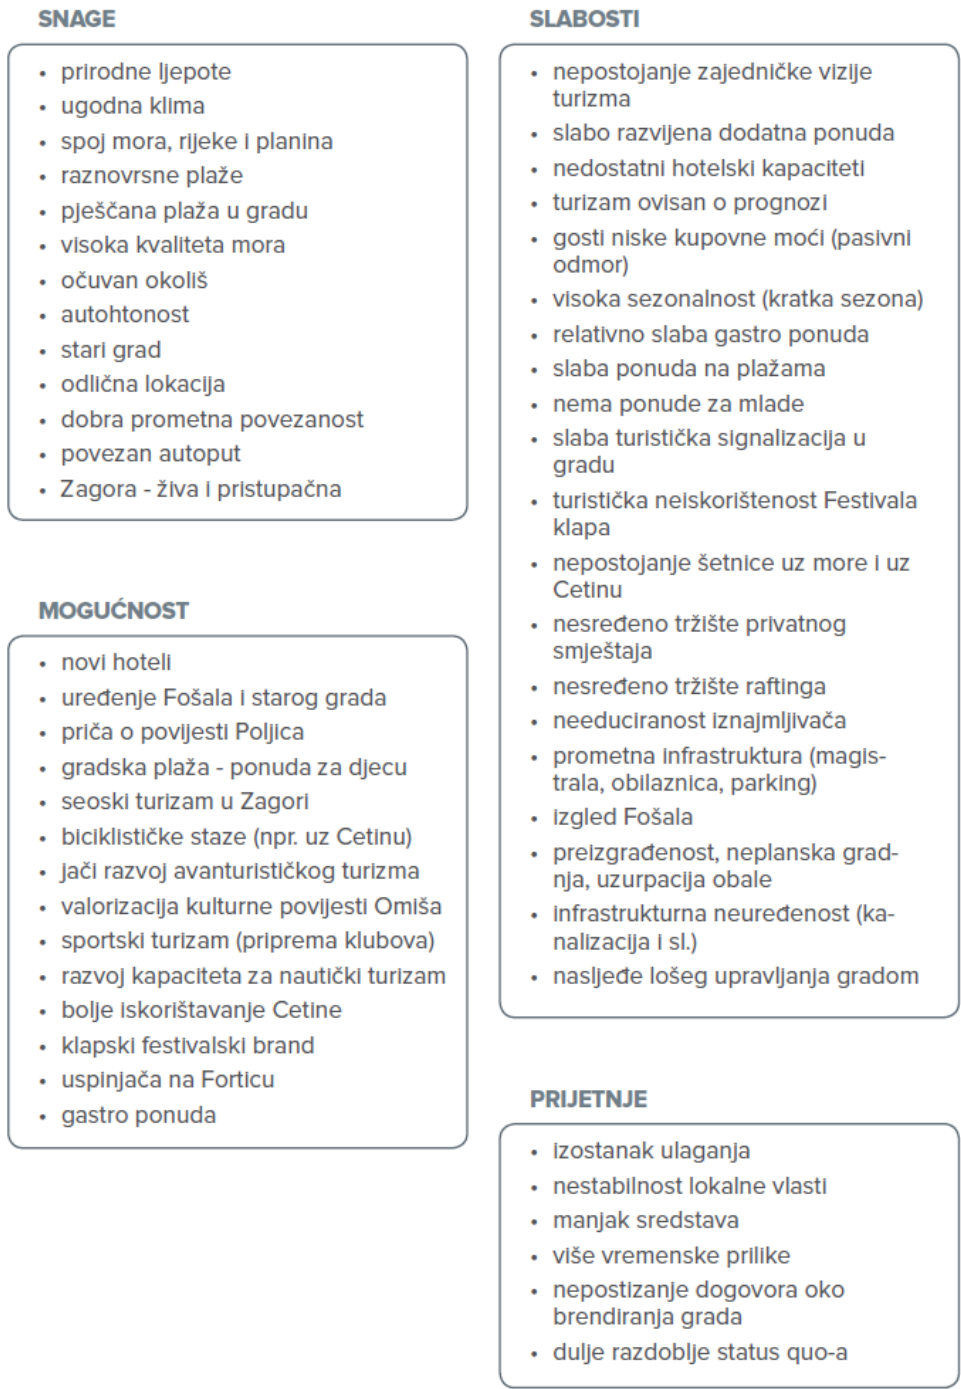 SNAGE
• prirodne ljepote
• ugodna klima
• spoj mora, rijeke i planina
• raznovrsne plaže
• pješčana plaža u gradu
• visoka kvaliteta mora
• očuvan okoliš
• autohtonost
• stari grad
• odlična lokacija
• dobra prometna povezanost
• povezan autoput
• Zagora - živa i pristupačna
SLABOSTI
• nepostojanje zajedničke vizije
turizma
• slabo razvijena dodatna ponuda
• nedostatni hotelski kapaciteti
• turizam ovisan o prognozi
• gosti niske kupovne moći (pasivni
odmor)
• visoka sezonalnost (kratka sezona)
• relativno slaba gastro ponuda
• slaba ponuda na plažama
• nema ponude za mlade
• slaba turistička signalizacija u
gradu
• turistička neiskorištenost Festivala
klapa
• nepostojanje šetnice uz more i uz
Cetinu
• nesređeno tržište privatnog
smještaja
• nesređeno tržište raftinga
• needuciranost iznajmljivača
• prometna infrastruktura (magis-
trala, obilaznica, parking)
• izgled Fošala
• preizgrađenost, neplanska grad-
nja, uzurpacija obale
• infrastrukturna neuređenost (ka-
nalizacija i sl.)
• nasljeđe lošeg upravljanja gradom
MOGUĆNOST
• novi hoteli
• uređenje Fošala i starog grada
• priča o povijesti Poljica
• gradska plaža - ponuda za djecu
• seoski turizam u Zagori
• biciklističke staze (npr. uz Cetinu)
• jači razvoj avanturističkog turizma
• valorizacija kulturne povijesti Omiša
• sportski turizam (priprema klubova)
• razvoj kapaciteta za nautički turizam
• bolje iskorištavanje Cetine
• klapski festivalski brand
• uspinjača na Forticu
• gastro ponuda
PRIJETNJE
• izostanak ulaganja
• nestabilnost lokalne vlasti
• manjak sredstava
• više vremenske prilike
• nepostizanje dogovora oko
brendiranja grada
• dulje razdoblje status quo-a